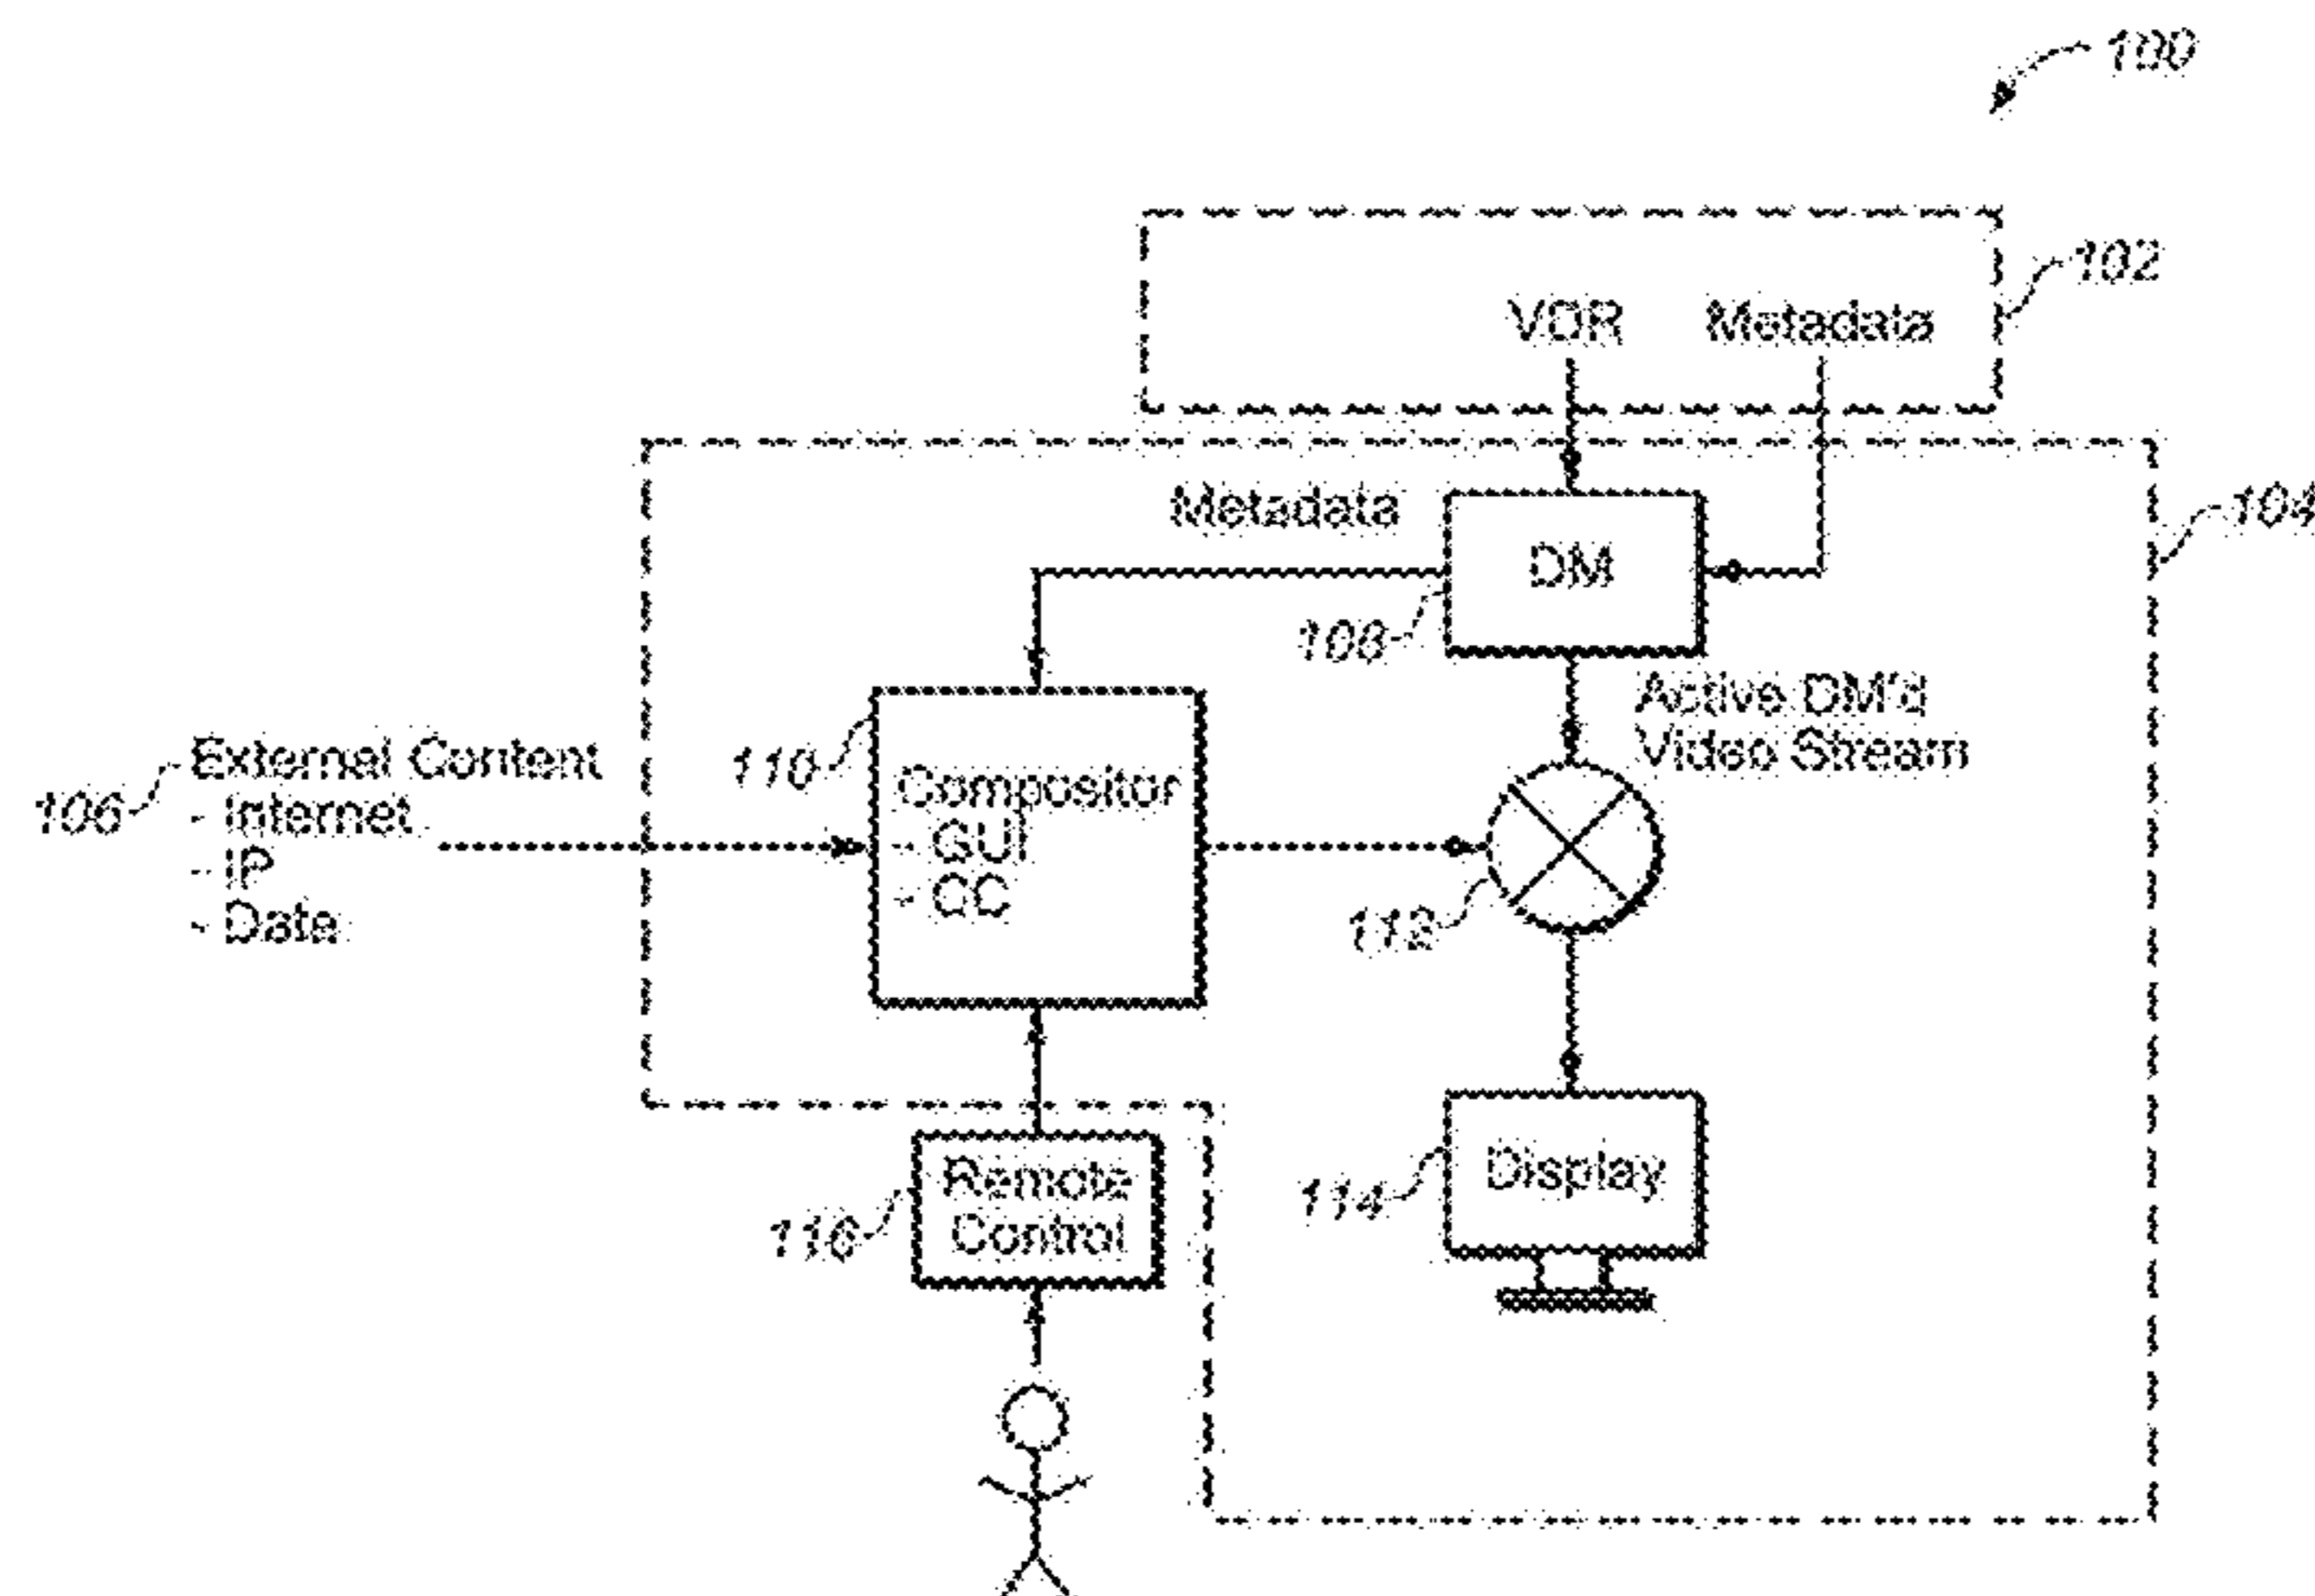 100
102
VDR Metadata
Metadata
104
DM
108
Active DM'd
Video Stream
External Content
106
- Internet
- IP
- Date
110
Compositor
- GUI
- CC
112
Remote
Control
116
Display
114